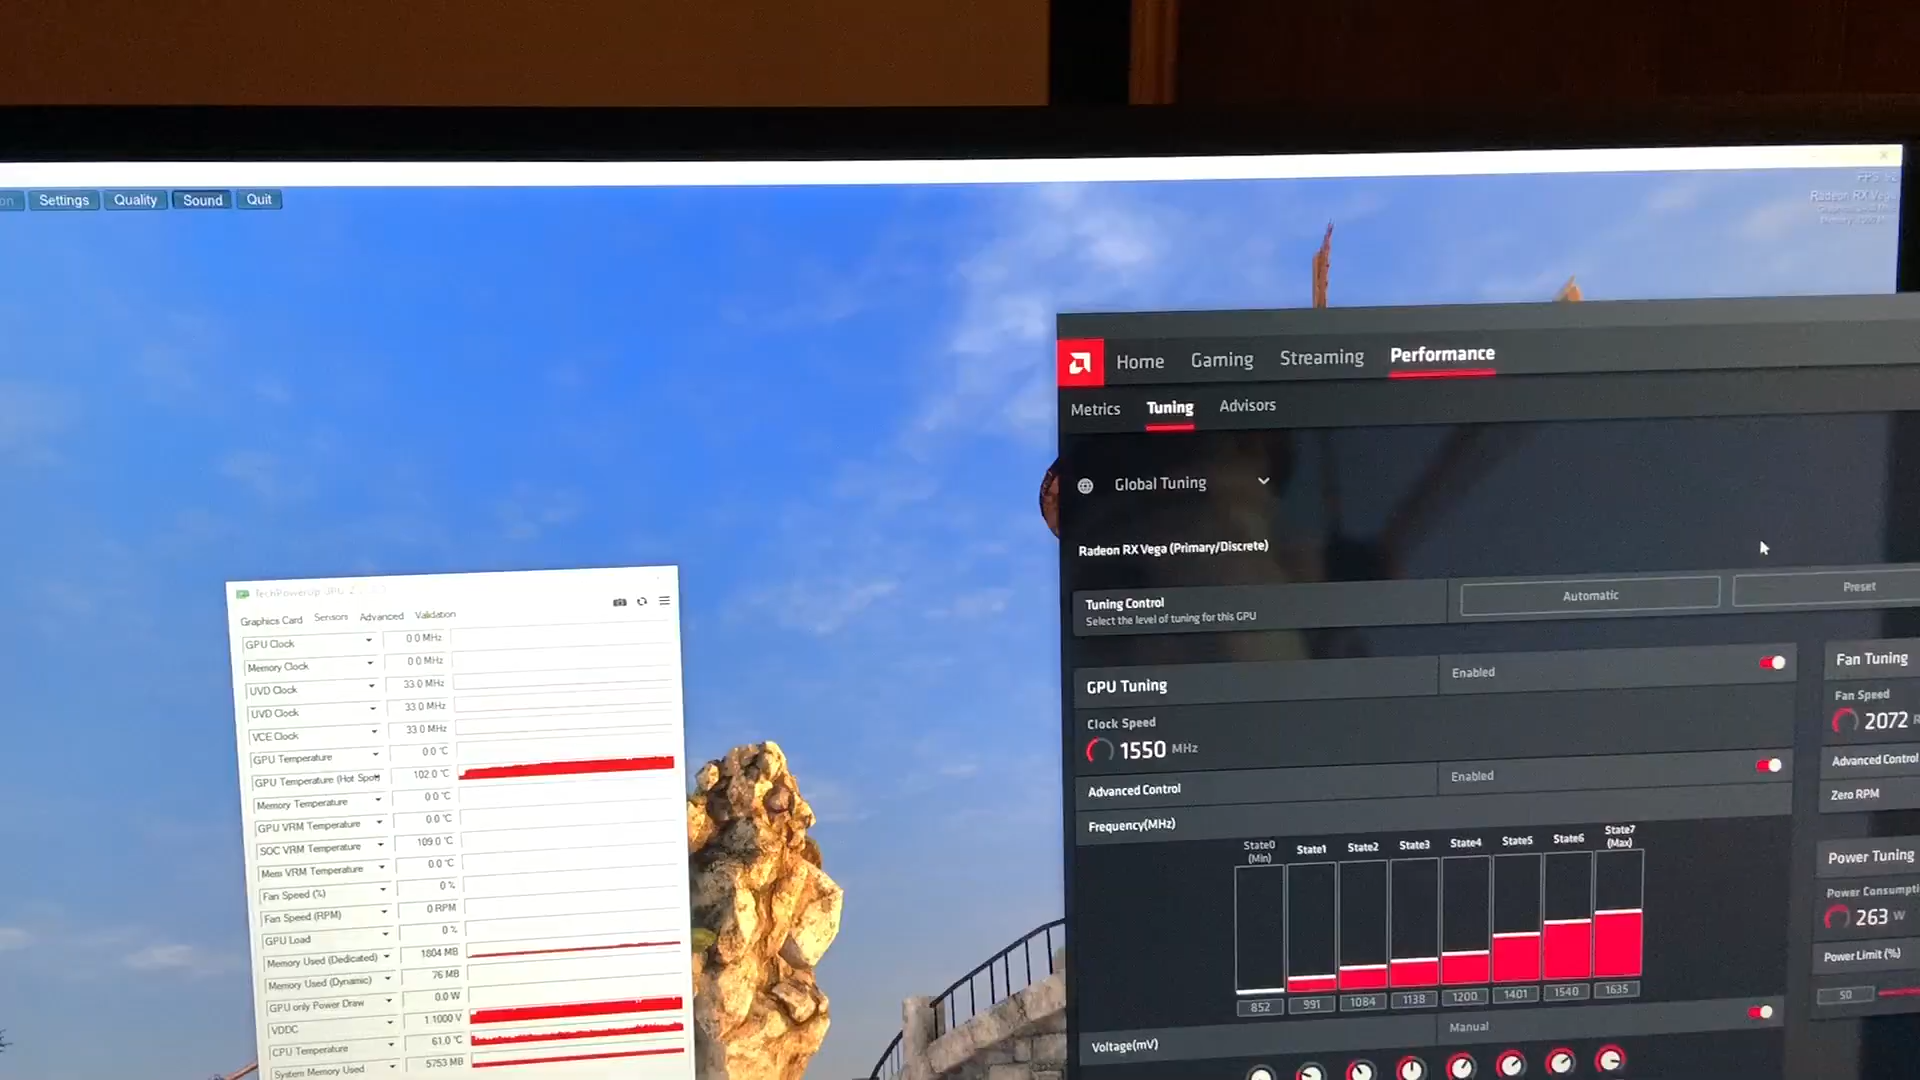 Settings Quality Sound Quit
Radeon RX Vega
Home Gaming Streaming Performance
Metrics Tuning Advisors
Global Tuning
Radeon RX Vega (Primary/Discrete)
Tuning Control
Select the level of tuning for this GPU
Automatic
Preset
GPU Tuning
Enabled
Clock Speed
1550 MHz
Advanced Control
Enabled
Frequency(MHz)
State0 (Min) State1 State2 State3 State4 State5 State6 State7 (Max)
852 991 1084 1138 1200 1401 1540 1635
Voltage(mV)
Manual
Fan Tuning
Fan Speed
2072
Advanced Control
Zero RPM
Power Tuning
Power Consumpti
263 W
Power Limit (%)
50
Graphics Card Sensors Advanced Validation
GPU Clock 0.0 MHz
Memory Clock 0.0 MHz
UVD Clock 33.0 MHz
UVD Clock 33.0 MHz
VCE Clock 33.0 MHz
GPU Temperature 0.0 °C
GPU Temperature (Hot Spot) 102.0 °C
Memory Temperature 0.0 °C
GPU VRM Temperature 0.0 °C
SOC VRM Temperature 109.0 °C
Mem VRM Temperature 0.0 °C
Fan Speed (%) 0 %
Fan Speed (RPM) 0 RPM
GPU Load 0 %
Memory Used (Dedicated) 1804 MB
Memory Used (Dynamic) 76 MB
GPU only Power Draw 0.0 W
VDDC 1.1000 V
CPU Temperature 61.0 °C
System Memory Used 5753 MB